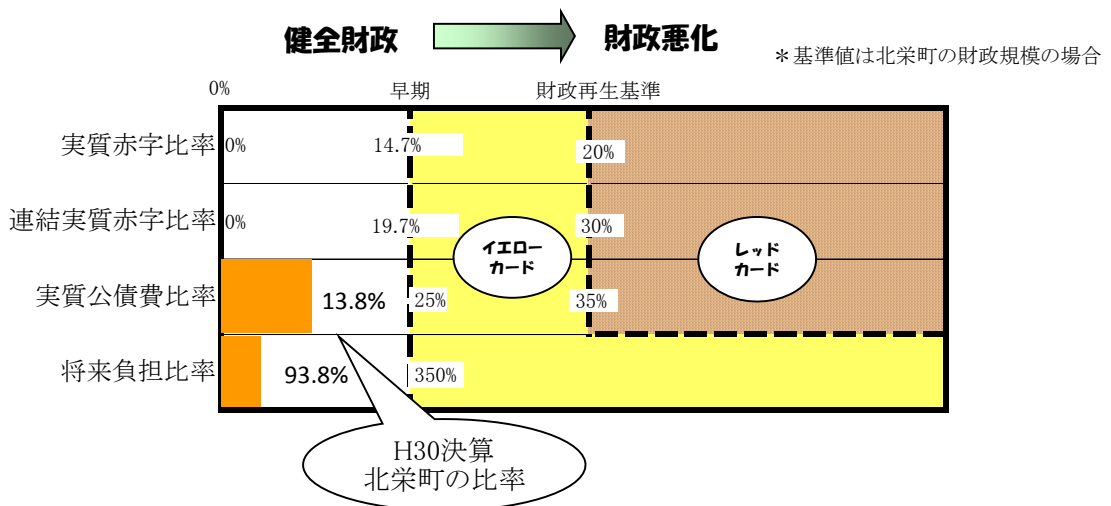 健全財政
財政悪化
＊基準値は北栄町の財政規模の場合
0%
早期
財政再生基準
実質赤字比率
0%
14.7%
20%
連結実質赤字比率
0%
19.7%
30%
イエロー
カード
レッド
カード
実質公債費比率
13.8%
25%
35%
将来負担比率
93.8%
350%
H30決算
北栄町の比率